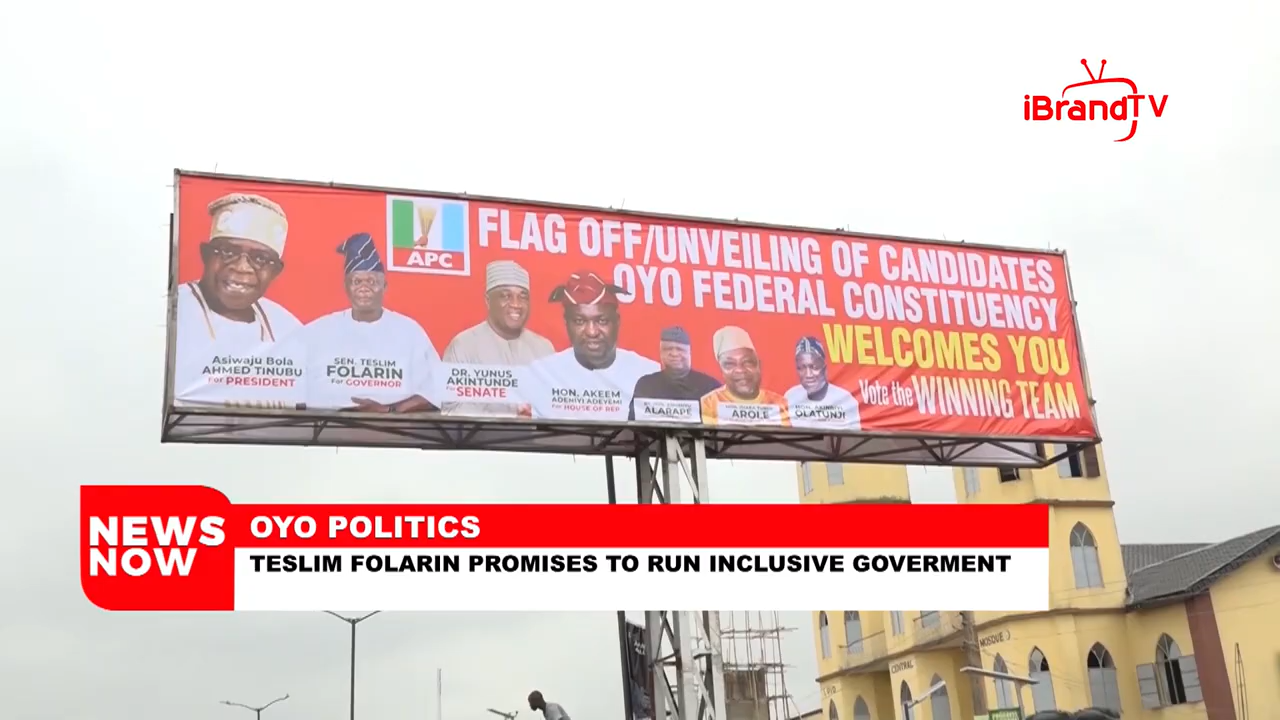 iBrandTV
APC
FLAG OFF/UNVEILING OF CANDIDATES
OYO FEDERAL CONSTITUENCY
WELCOMES YOU
Vote the WINNING TEAM
Asiwaju Bola
AHMED TINUBU
For PRESIDENT
SEN. TESLIM
FOLARIN
For GOVERNOR
DR. YUNUS
AKINTUNDE
For SENATE
HON. AKEEM
ADENIYI ADEYEMI
For HOUSE OF REP
ALARAPE
AROLE
OLATUNJI
NEWS
NOW
OYO POLITICS
TESLIM FOLARIN PROMISES TO RUN INCLUSIVE GOVERMENT
CENTRAL
MOSQUE